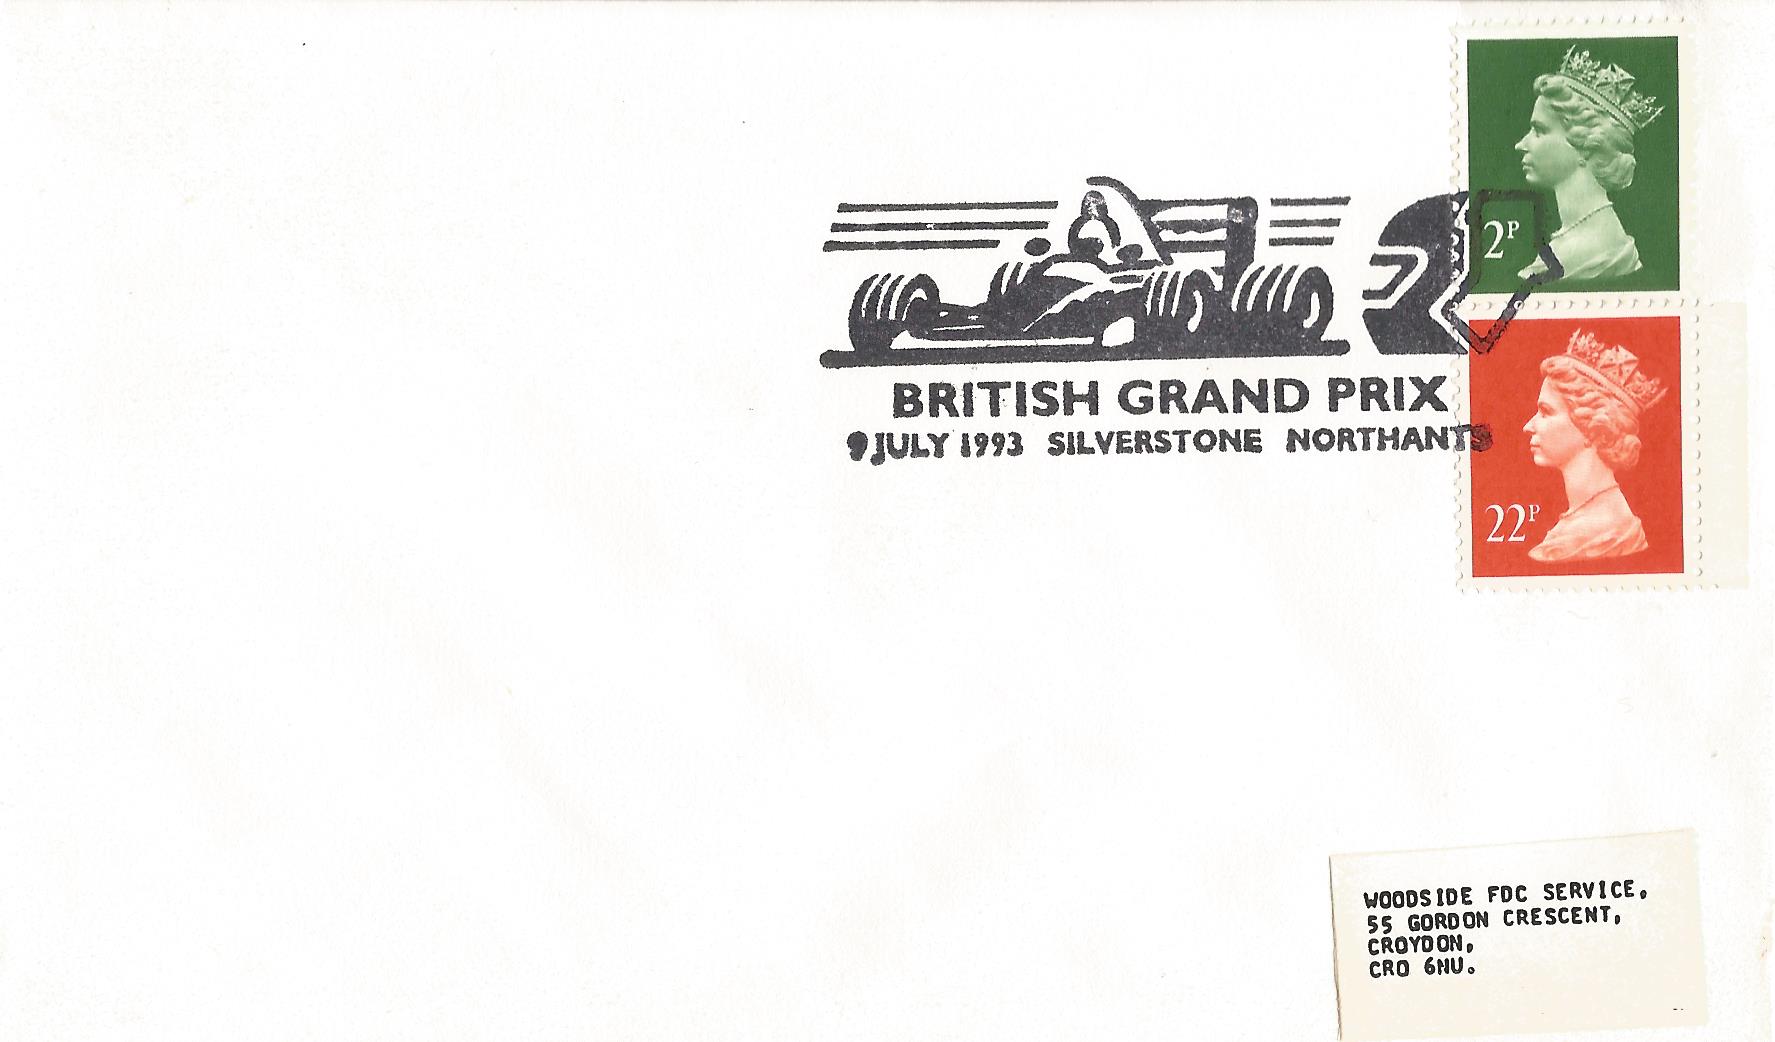 2P
22P
BRITISH GRAND PRIX
9 JULY 1993 SILVERSTONE NORTHANTS
WOODSIDE FDC SERVICE,
55 GORDON CRESCENT,
CROYDON,
CR0 6NU.